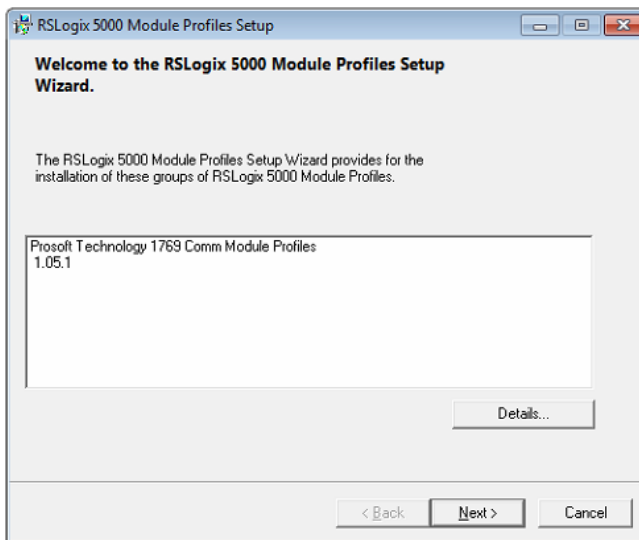 RSLogix 5000 Module Profiles Setup
Welcome to the RSLogix 5000 Module Profiles Setup
Wizard.
The RSLogix 5000 Module Profiles Setup Wizard provides for the
installation of these groups of RSLogix 5000 Module Profiles.
Prosoft Technology 1769 Comm Module Profiles
1.05.1
Details...
< Back
Next >
Cancel